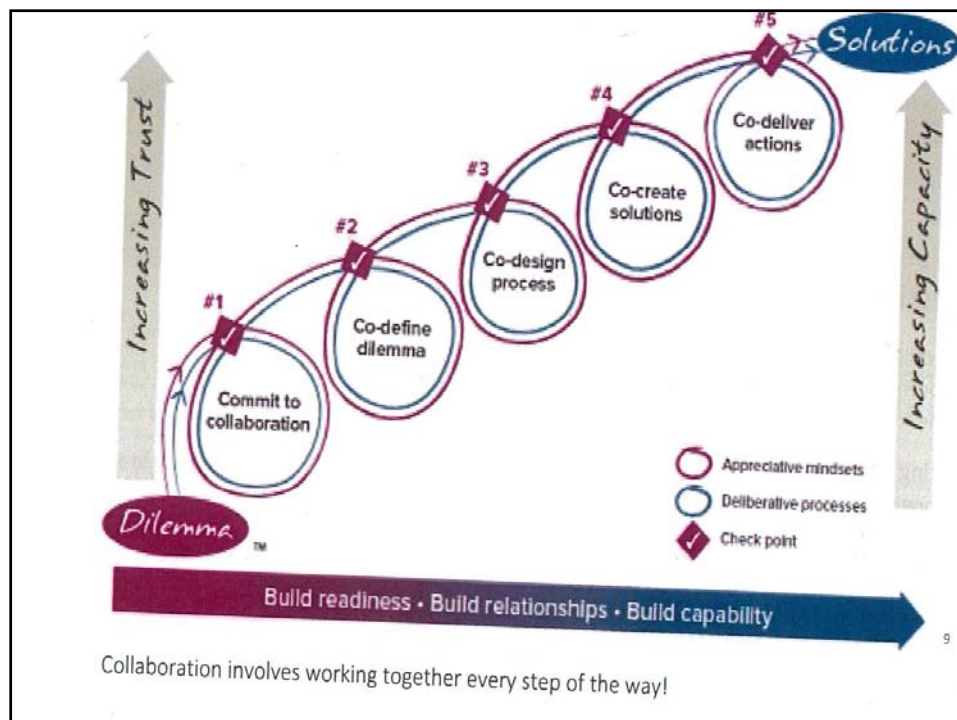 #5
Solutions
Increasing Trust
#4
Co-deliver
actions
#3
Co-create
solutions
#2
Co-design
process
Increasing Capacity
#1
Co-define
dilemma
Commit to
collaboration
Appreciative mindsets
Deliberative processes
Check point
Dilemma
TM
Build readiness • Build relationships • Build capability
9
Collaboration involves working together every step of the way!